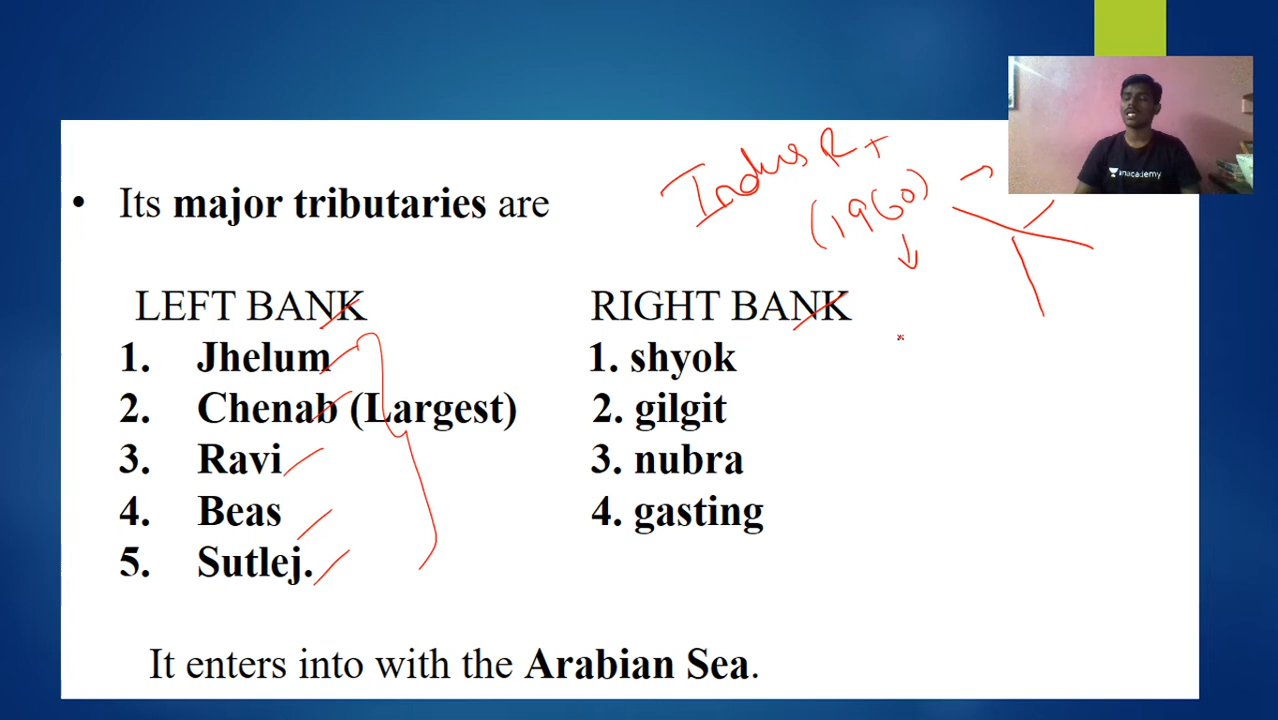 Indus R T
(1960)
unacademy
• Its major tributaries are
LEFT BANK RIGHT BANK
1. Jhelum 1. shyok
2. Chenab (Largest) 2. gilgit
3. Ravi 3. nubra
4. Beas 4. gasting
5. Sutlej.
It enters into with the Arabian Sea.